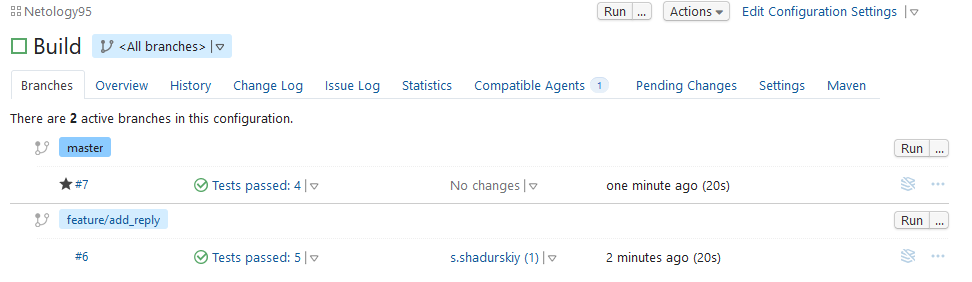 Netology95 Run ... Actions Edit Configuration Settings
Build <All branches>
Branches Overview History Change Log Issue Log Statistics Compatible Agents 1 Pending Changes Settings Maven
There are 2 active branches in this configuration.
master Run ...
#7 Tests passed: 4 No changes one minute ago (20s)
feature/add_reply Run ...
#6 Tests passed: 5 s.shadurskiy (1) 2 minutes ago (20s)